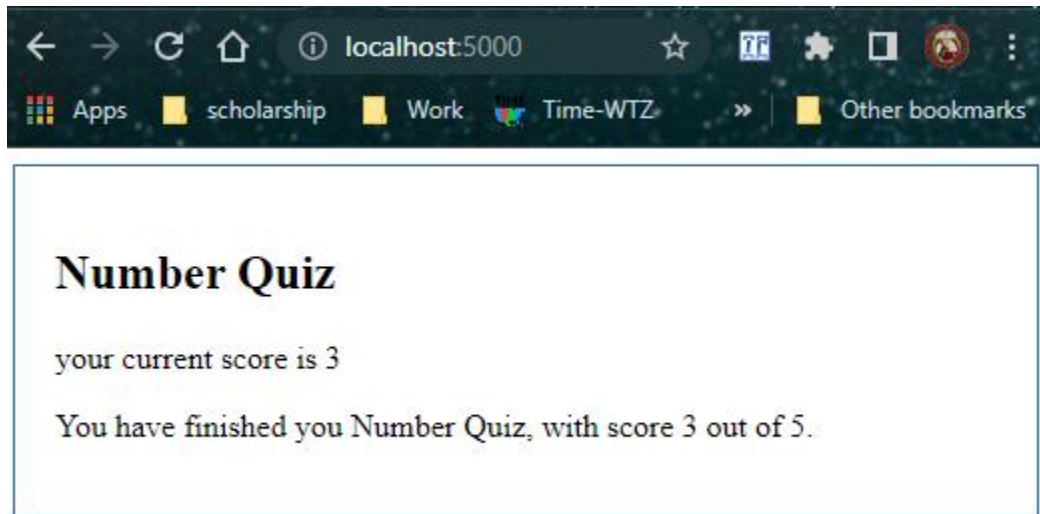 localhost:5000
Apps scholarship Work Time-WTZ » Other bookmarks
Number Quiz
your current score is 3
You have finished you Number Quiz, with score 3 out of 5.